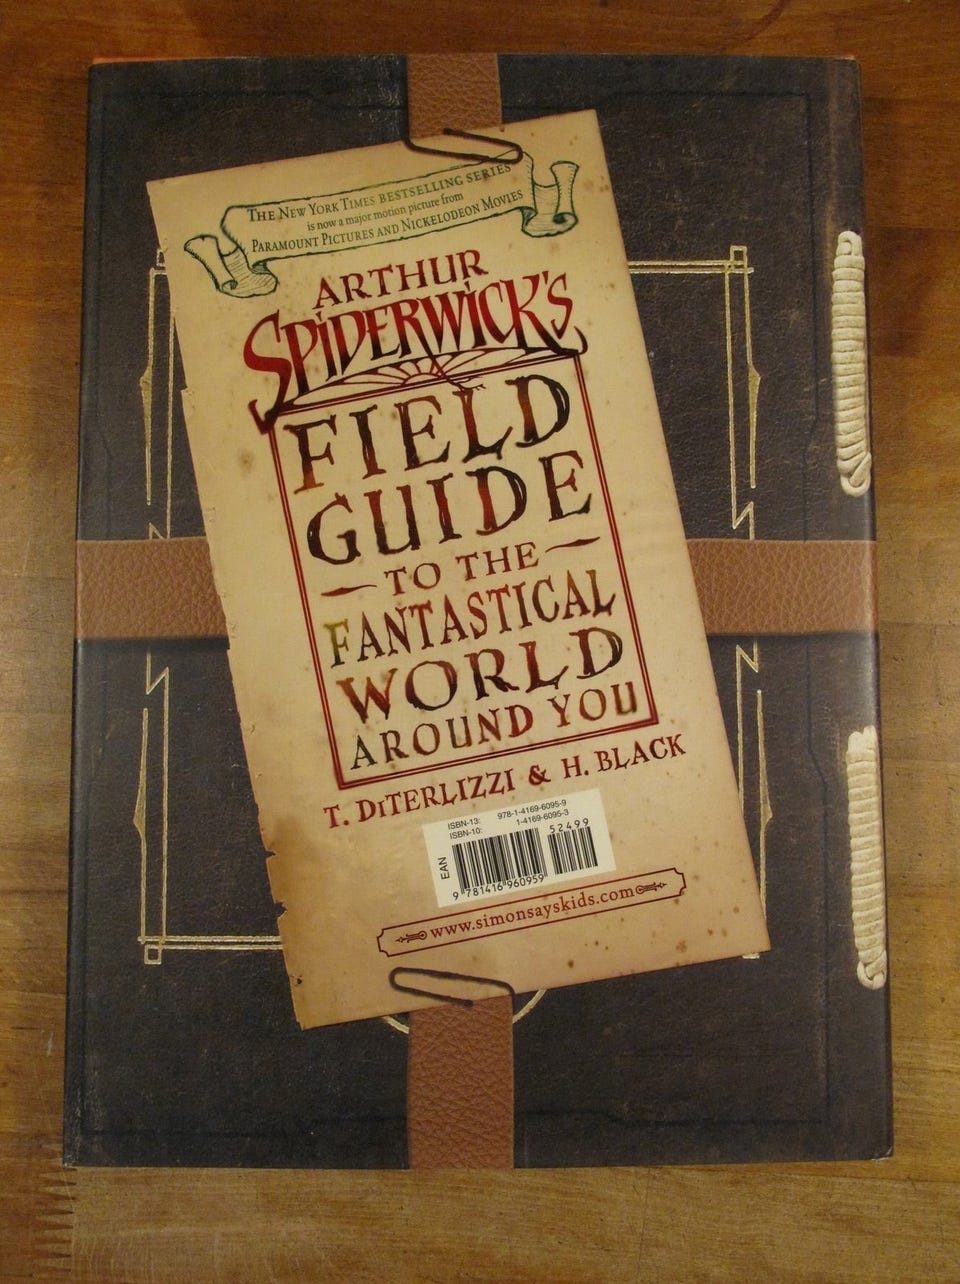 THE NEW YORK TIMES BESTSELLING SERIES
is now a major motion picture from
PARAMOUNT PICTURES AND NICKELODEON MOVIES
ARTHUR
SPIDERWICK'S
FIELD
GUIDE
TO THE
FANTASTICAL
WORLD
AROUND YOU
T. DITERLIZZI & H. BLACK
ISBN-13: 978-1-4169-6095-9
ISBN-10: 1-4169-6095-3
52499
EAN
9 781416 960959
www.simonsayskids.com